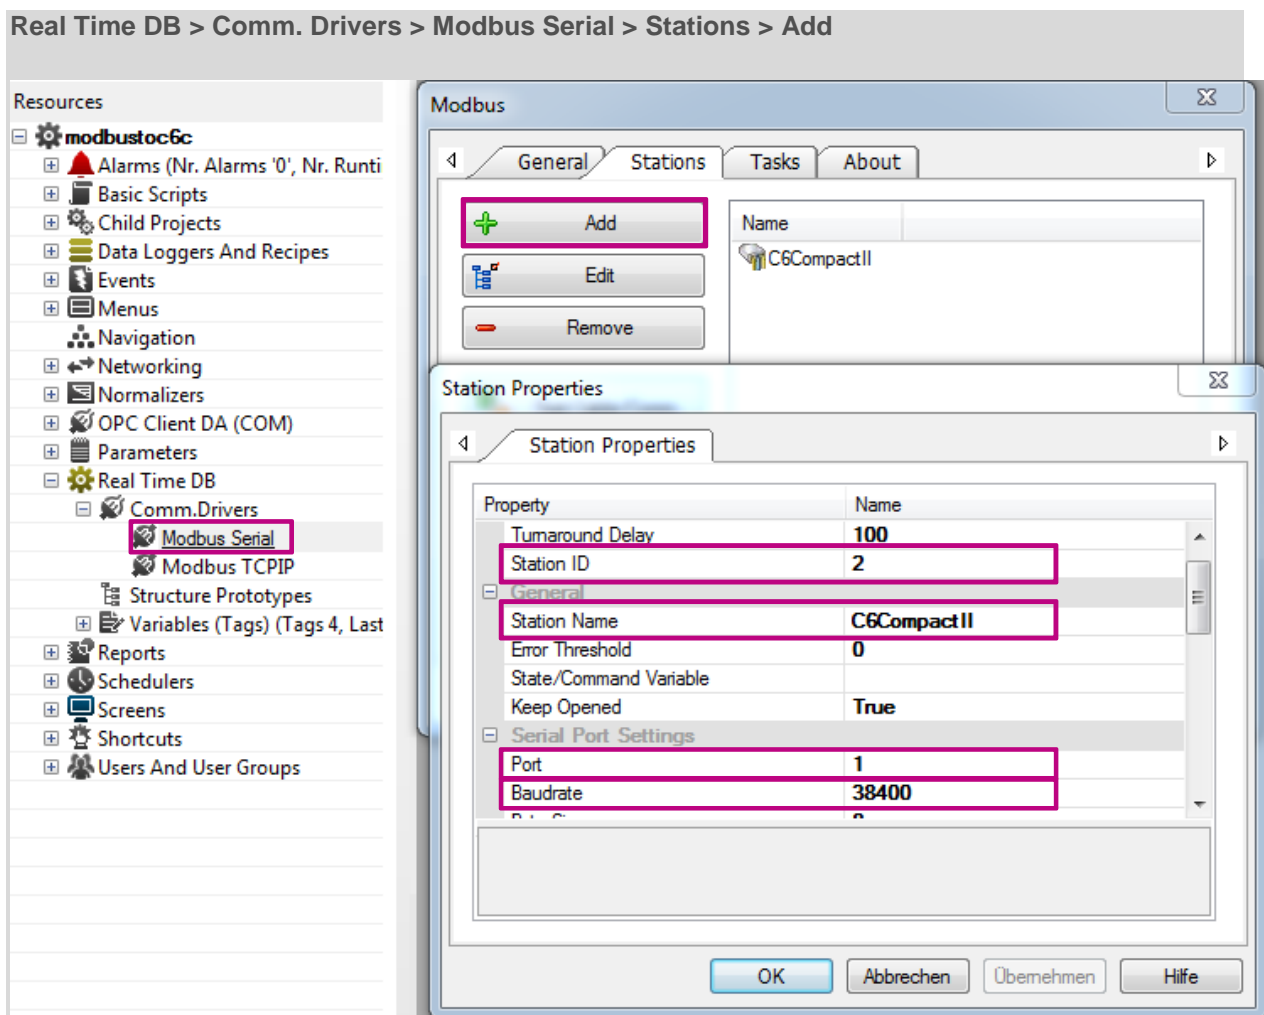 Real Time DB > Comm. Drivers > Modbus Serial > Stations > Add
Resources
modbustoc6c
Alarms (Nr. Alarms '0', Nr. Runti
Basic Scripts
Child Projects
Data Loggers And Recipes
Events
Menus
Navigation
Networking
Normalizers
OPC Client DA (COM)
Parameters
Real Time DB
Comm.Drivers
Modbus Serial
Modbus TCPIP
Structure Prototypes
Variables (Tags) (Tags 4, Last
Reports
Schedulers
Screens
Shortcuts
Users And User Groups
Modbus
General Stations Tasks About
Add
Edit
Remove
Name
C6CompactII
Station Properties
Station Properties
Property Name
Turnaround Delay 100
Station ID 2
General
Station Name C6CompactII
Error Threshold 0
State/Command Variable
Keep Opened True
Serial Port Settings
Port 1
Baudrate 38400
OK Abbrechen Übernehmen Hilfe